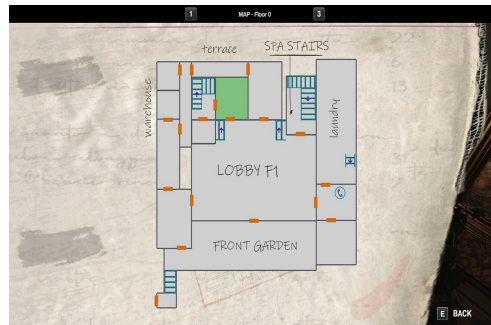 1 MAP - Floor 0 3
terrace SPA STAIRS
warehouse
laundry
LOBBY F1
FRONT GARDEN
E BACK